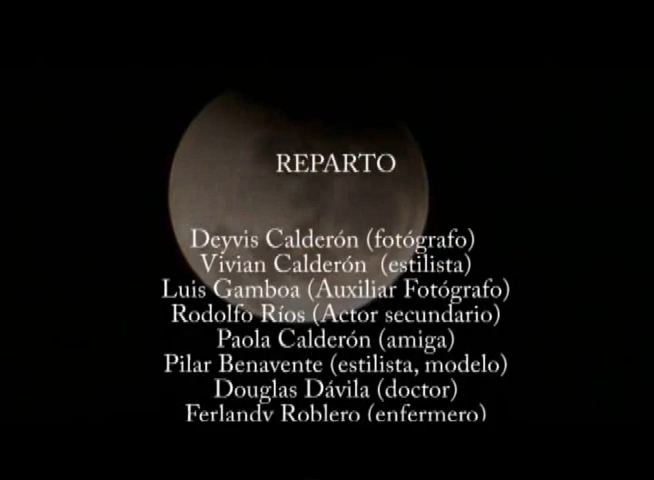 REPARTO
Deyvis Calderón (fotógrafo)
Vivian Calderón (estilista)
Luis Gamboa (Auxiliar Fotógrafo)
Rodolfo Ríos (Actor secundario)
Paola Calderón (amiga)
Pilar Benavente (estilista, modelo)
Douglas Dávila (doctor)
Ferlandy Roblero (enfermero)